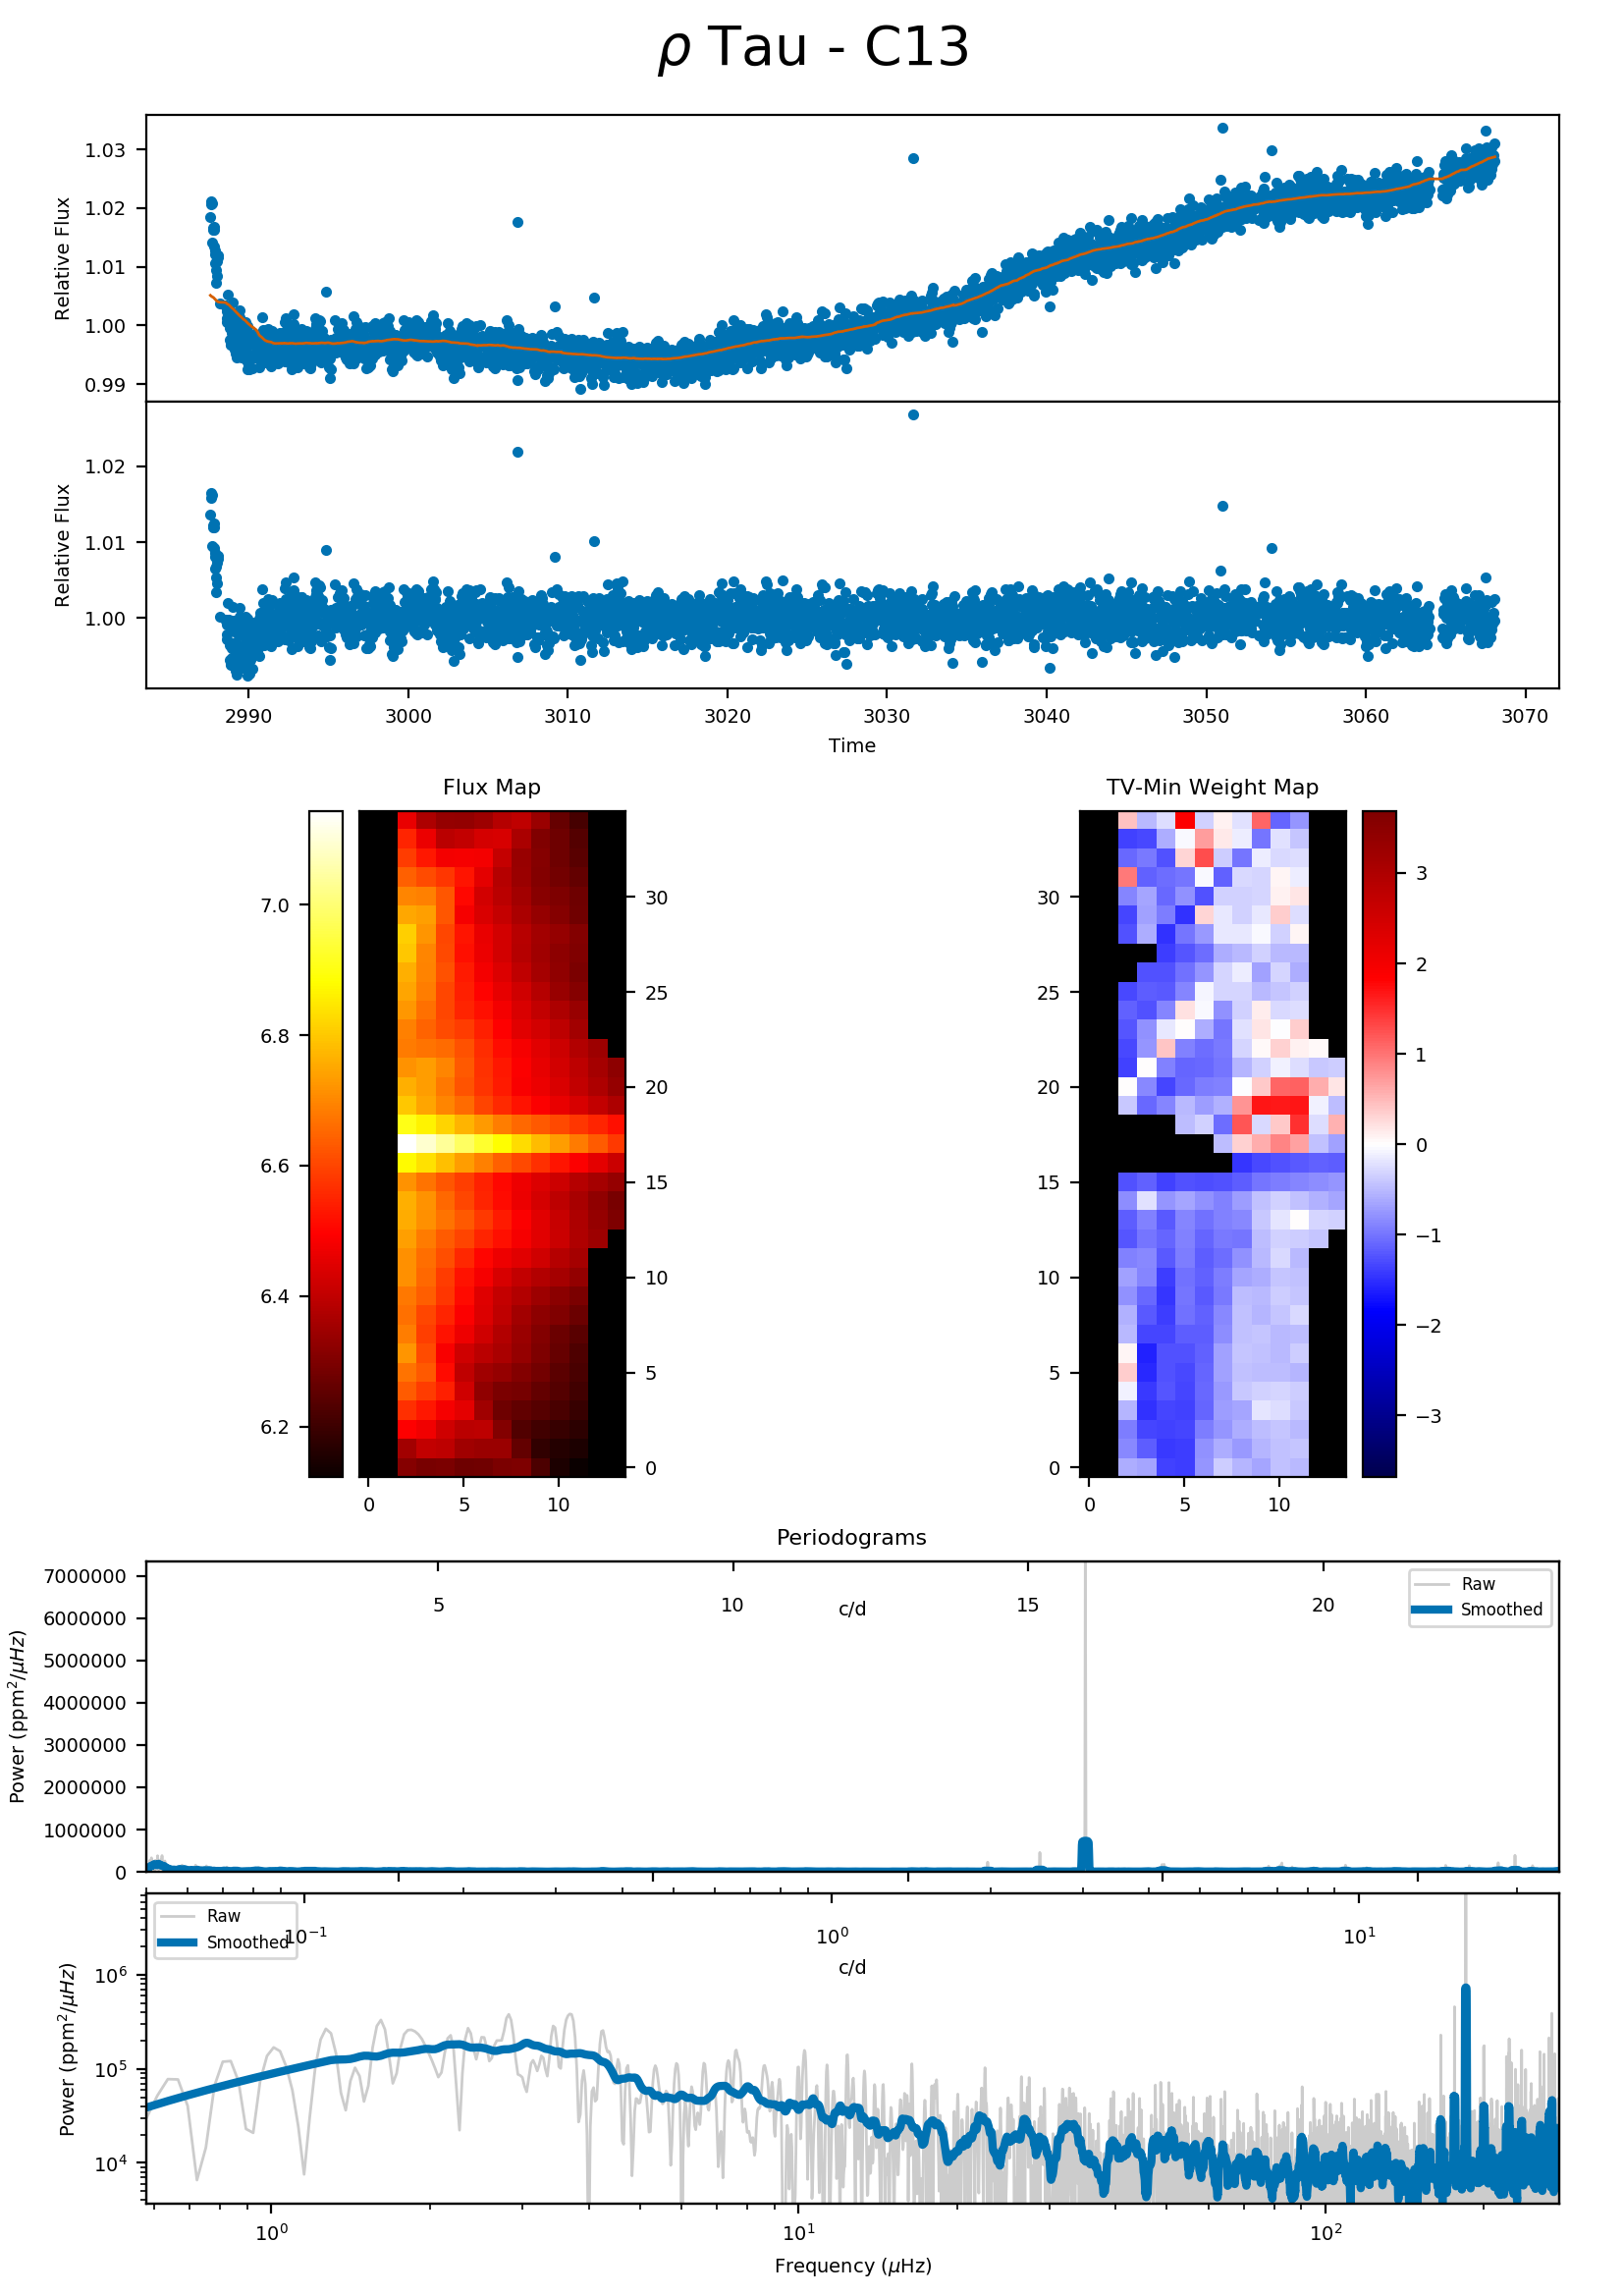 ρ Tau - C13
1.03
1.02
1.01
1.00
0.99
Relative Flux
1.02
1.01
1.00
Relative Flux
2990 3000 3010 3020 3030 3040 3050 3060 3070
Time
Flux Map
7.0
6.8
6.6
6.4
6.2
30
25
20
15
10
5
0
0 5 10
TV-Min Weight Map
30
25
20
15
10
5
0
0 5 10
3
2
1
0
−1
−2
−3
Periodograms
7000000
6000000
5000000
4000000
3000000
2000000
1000000
0
Power (ppm²/μHz)
5 10 15 20
c/d
Raw
Smoothed
Raw
Smoothed
10⁻¹ 10⁰ 10¹
c/d
10⁶
10⁵
10⁴
Power (ppm²/μHz)
10⁰ 10¹ 10²
Frequency (μHz)